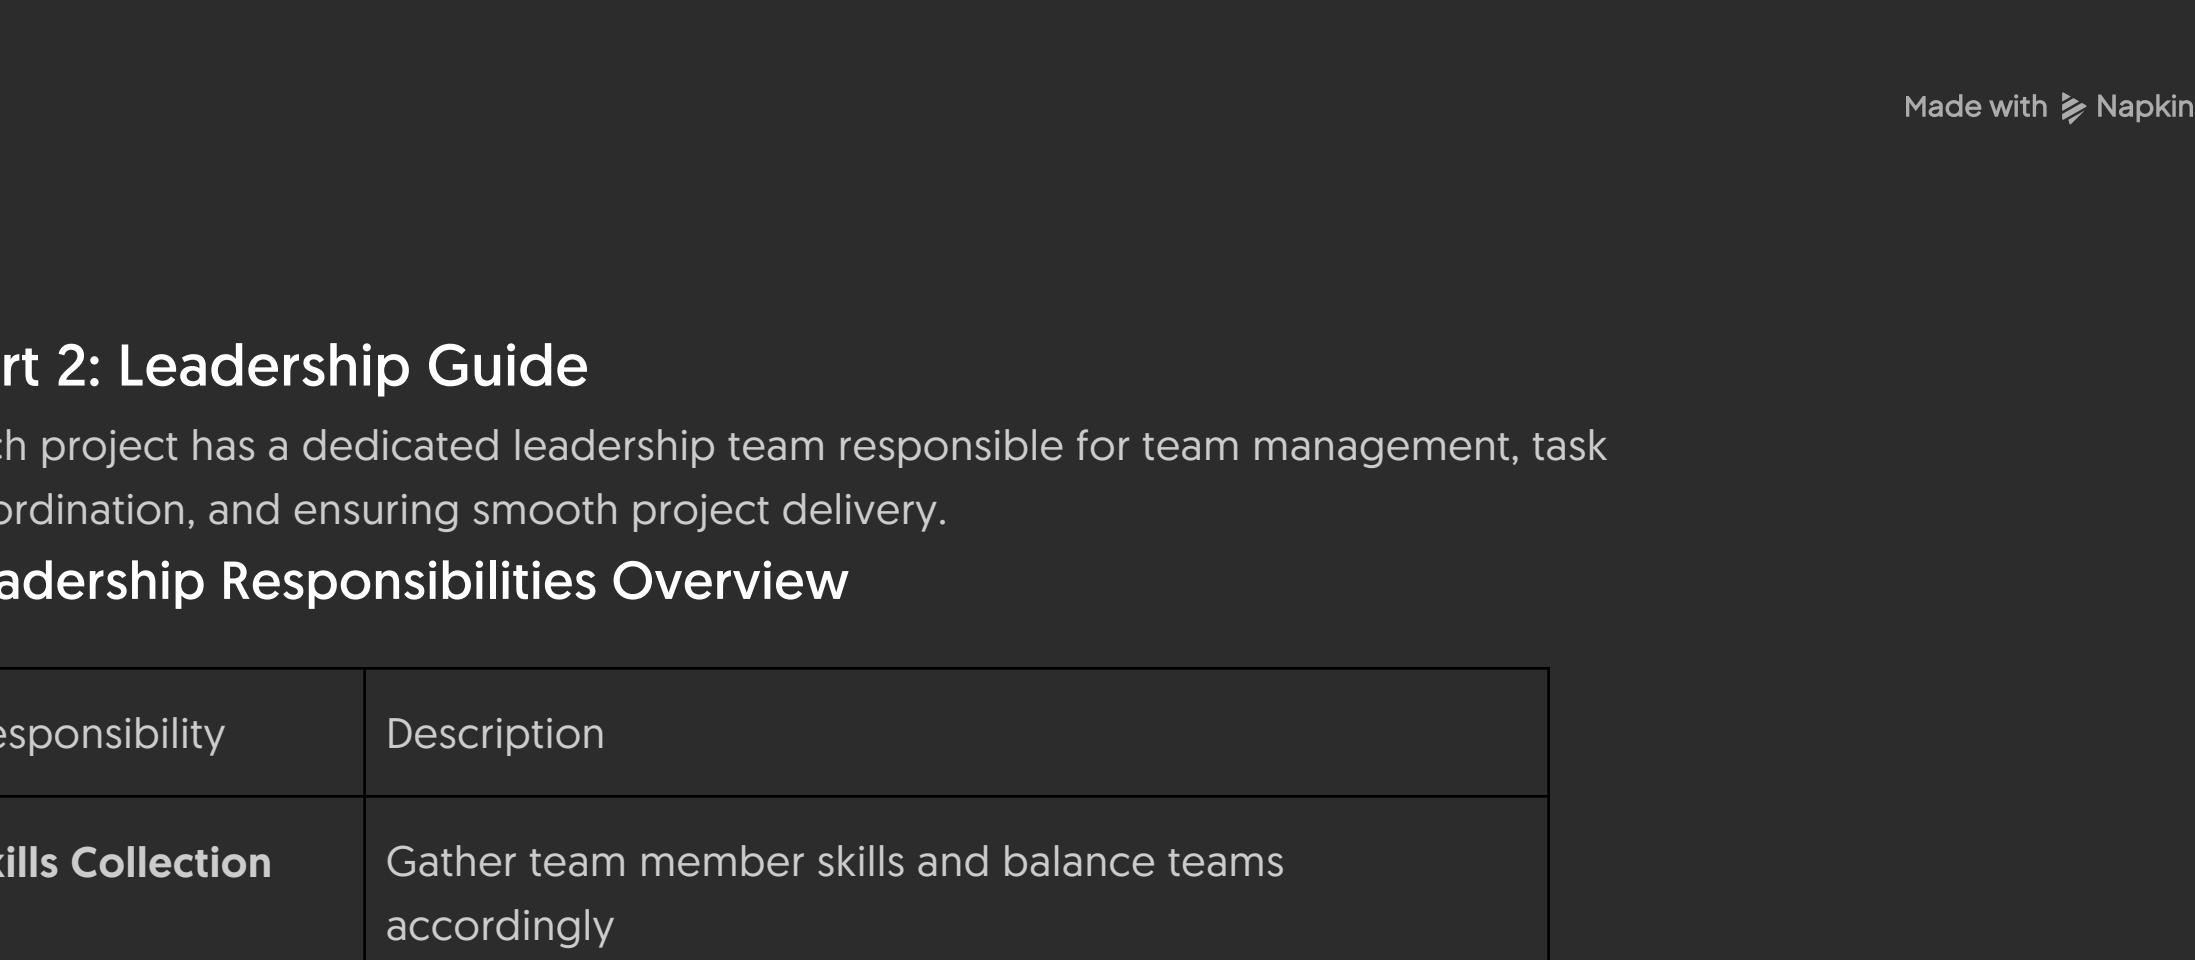 Made with Napkin
rt 2: Leadership Guide
ch project has a dedicated leadership team responsible for team management, task
ordination, and ensuring smooth project delivery.
adership Responsibilities Overview
esponsibility Description
kills Collection Gather team member skills and balance teams
accordingly